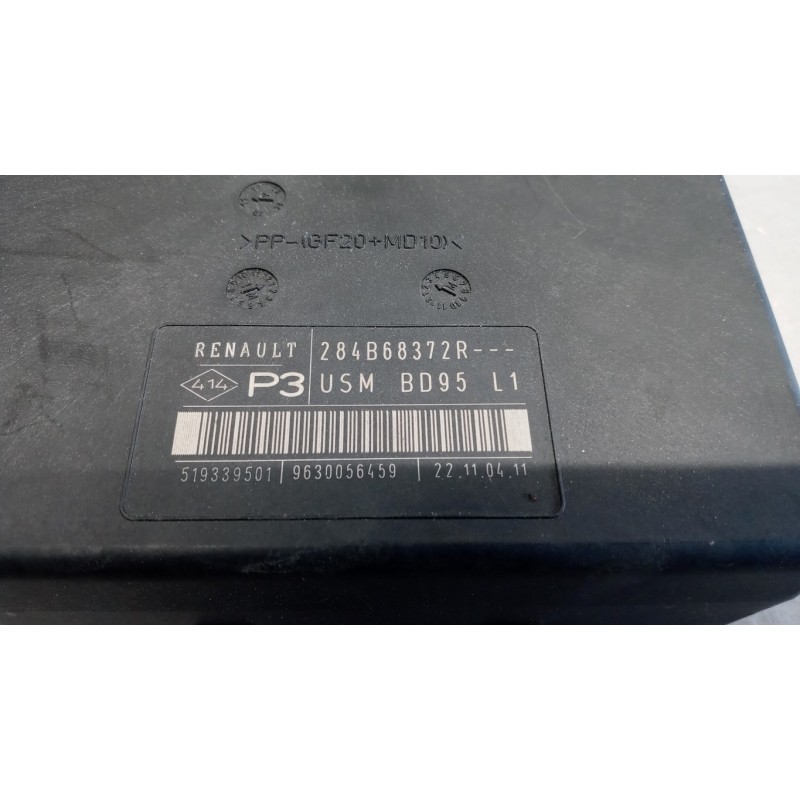 >PP-(GF20+MD10)<
RENAULT 284B68372R---
414 P3 USM BD95 L1
519339501 9630056459 22.11.04.11